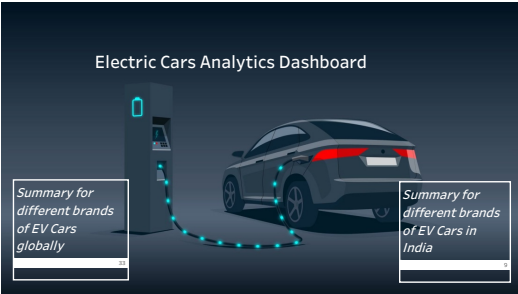 Electric Cars Analytics Dashboard
Summary for
different brands
of EV Cars
globally
33
Summary for
different brands
of EV Cars in
India
9